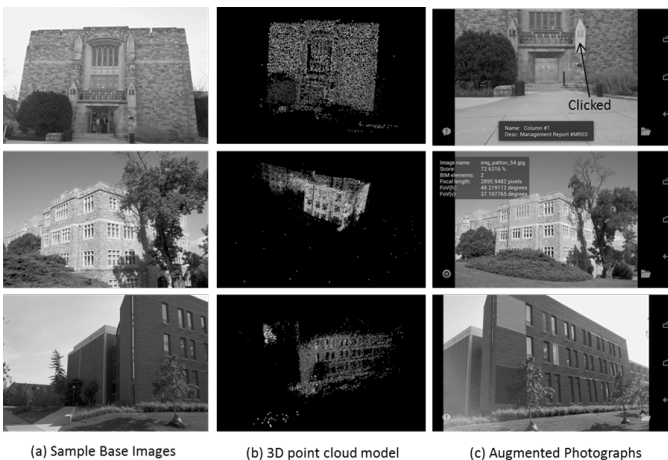 Clicked
Name: Column #1
Desc: Management Report #MR03
Image name: img_patton_54.jpg
Score 72.6316 %
BIM elements: 2
Focal length: 2895.9482 pixels
FoV(h) 48.219112 degrees
FoV(v) 37.107765 degrees
(a) Sample Base Images
(b) 3D point cloud model
(c) Augmented Photographs